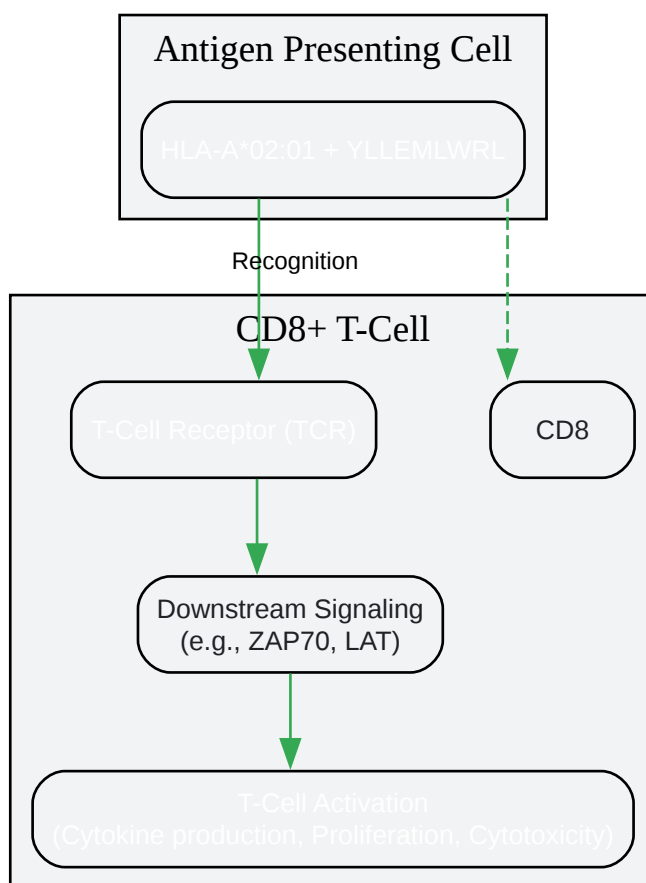 Antigen Presenting Cell
HLA-A*02:01 + YLLEMLWRL
Recognition
CD8+ T-Cell
T-Cell Receptor (TCR)
CD8
Downstream Signaling
(e.g., ZAP70, LAT)
T-Cell Activation
(Cytokine production, Proliferation, Cytotoxicity)